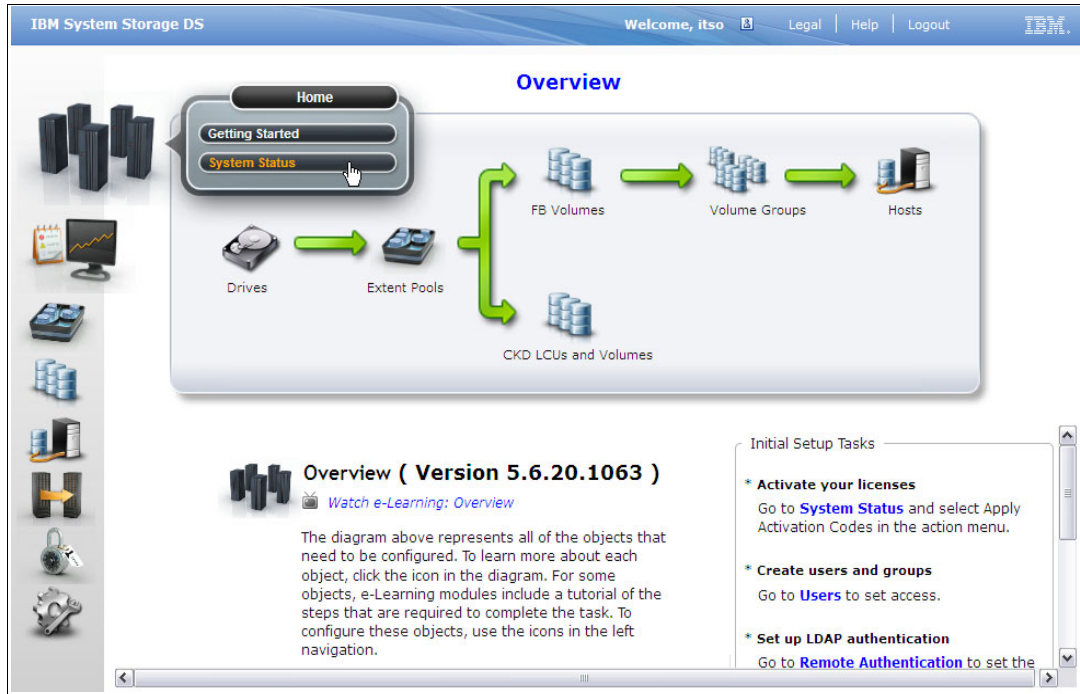 IBM System Storage DS
Welcome, itso
Legal | Help | Logout
IBM.
Overview
Home
Getting Started
System Status
FB Volumes
Volume Groups
Hosts
Drives
Extent Pools
CKD LCUs and Volumes
Overview ( Version 5.6.20.1063 )
Watch e-Learning: Overview
The diagram above represents all of the objects that
need to be configured. To learn more about each
object, click the icon in the diagram. For some
objects, e-Learning modules include a tutorial of the
steps that are required to complete the task. To
configure these objects, use the icons in the left
navigation.
Initial Setup Tasks
* Activate your licenses
Go to System Status and select Apply
Activation Codes in the action menu.
* Create users and groups
Go to Users to set access.
* Set up LDAP authentication
Go to Remote Authentication to set the